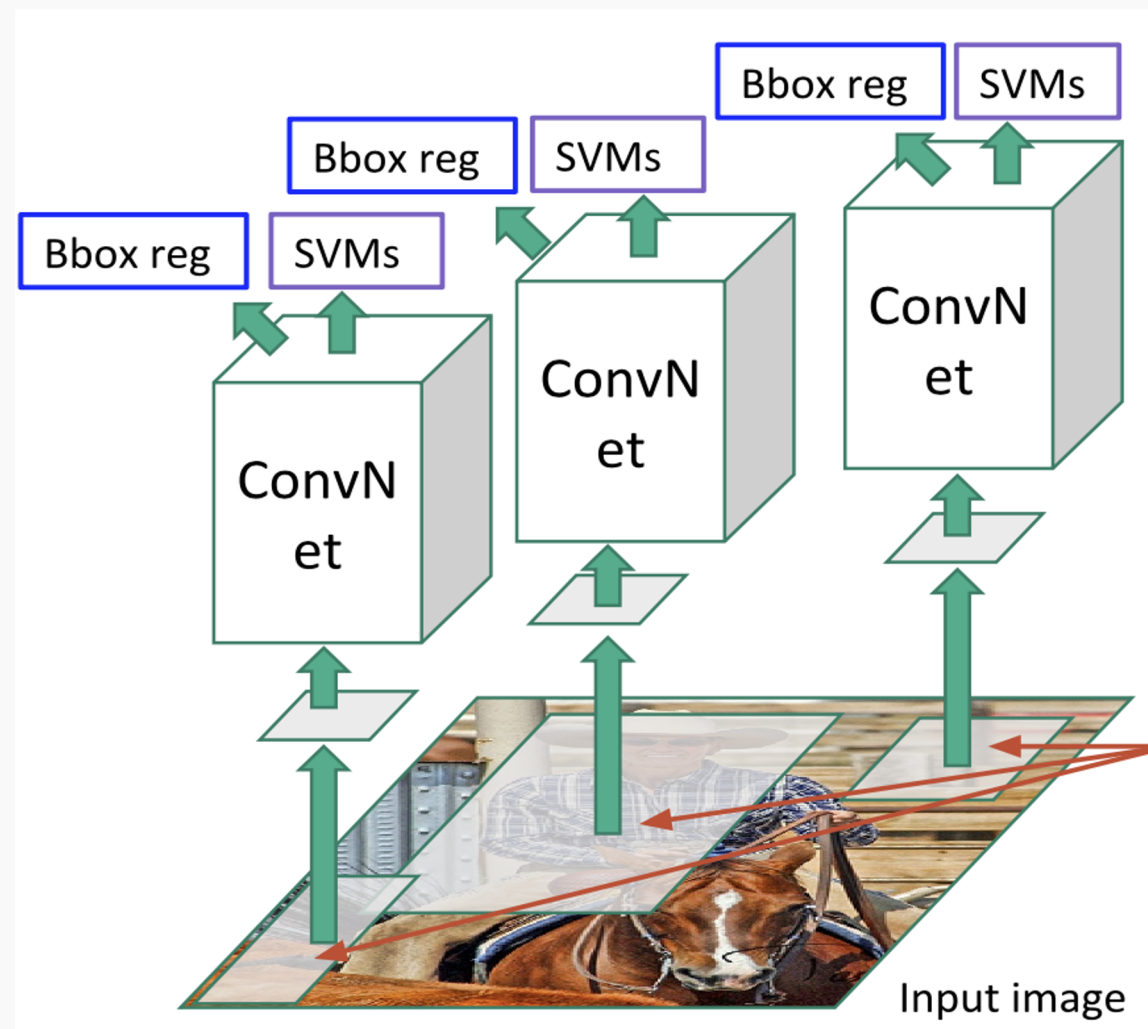 Bbox reg
SVMs
Bbox reg
SVMs
Bbox reg
SVMs
ConvN
et
ConvN
et
ConvN
et
Input image